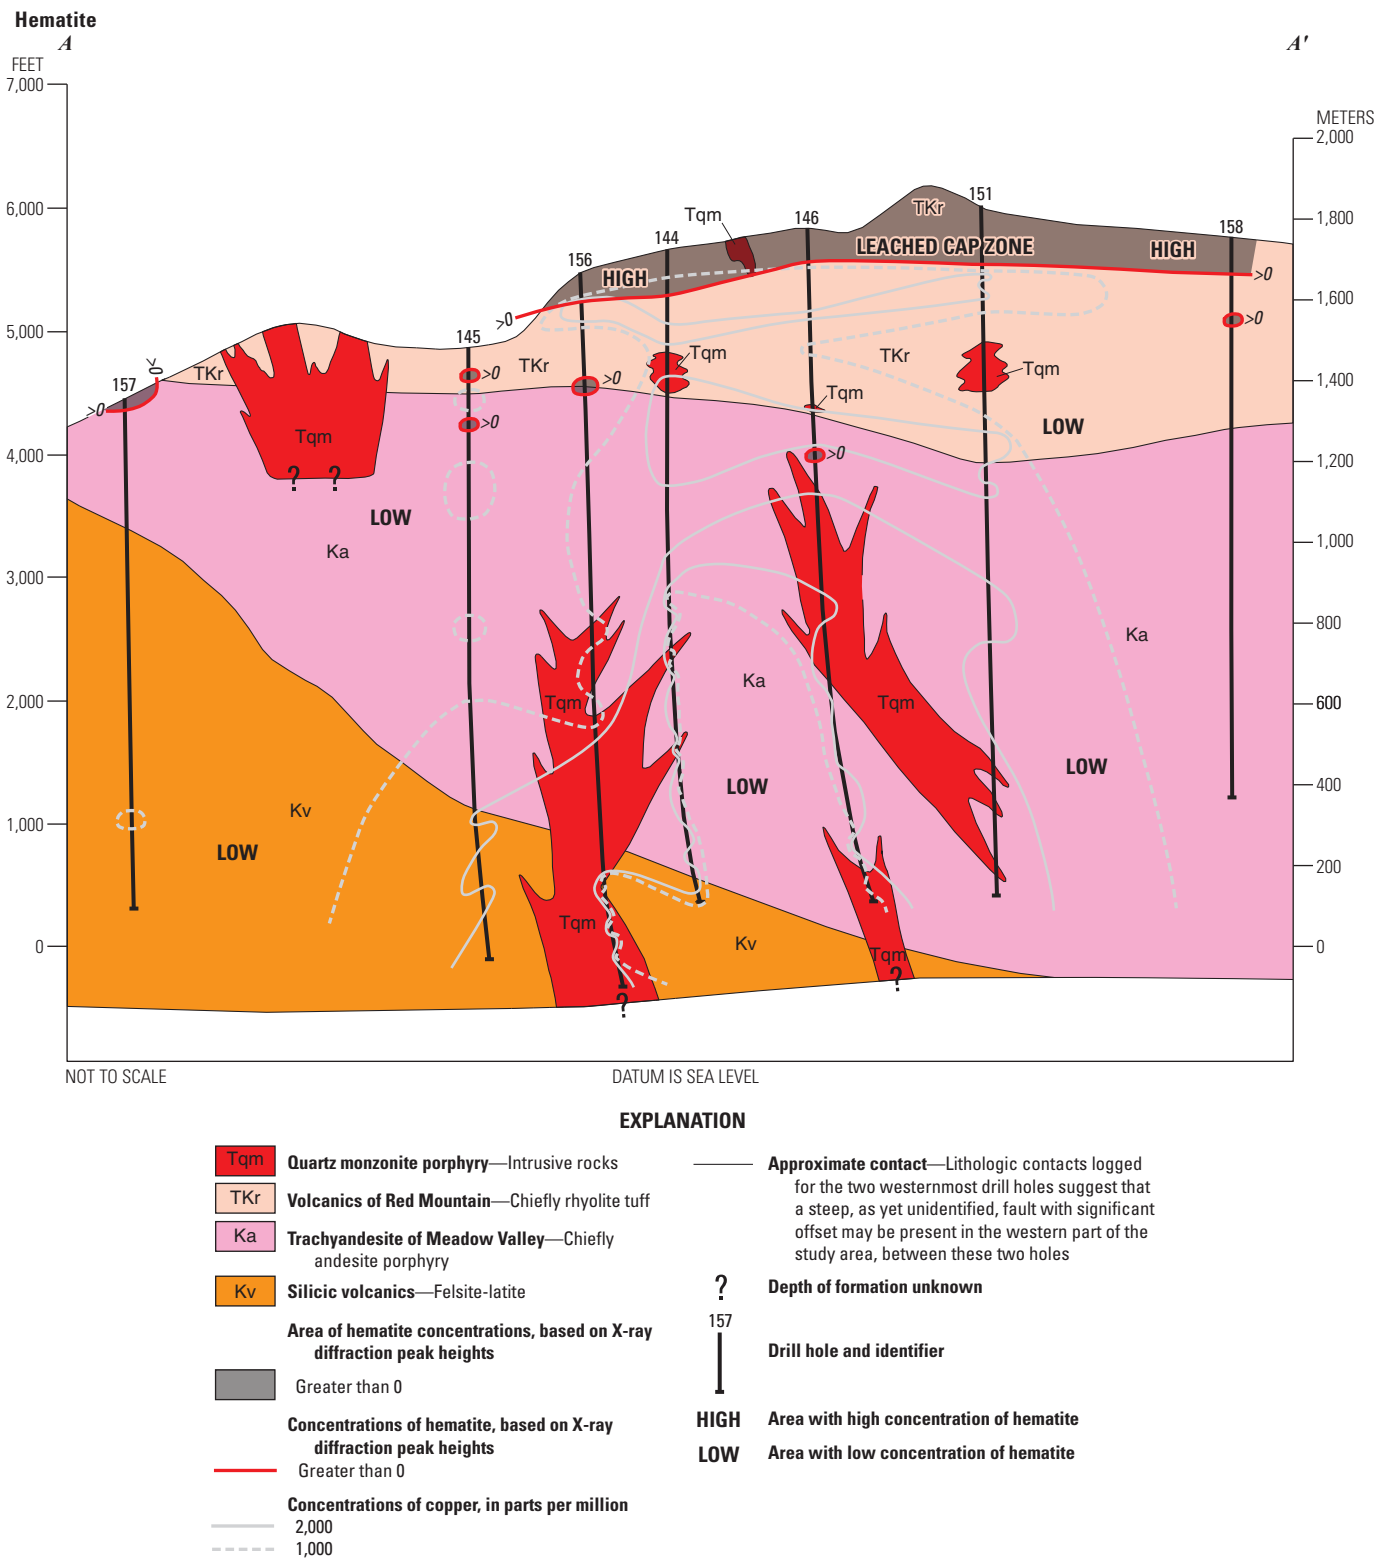 Hematite
A
A'
FEET
7,000
METERS
2,000
6,000
5,000
4,000
3,000
2,000
1,000
0
1,800
1,600
1,400
1,200
1,000
800
600
400
200
0
157
145
156
144
146
151
158
Tqm
TKr
LEACHED CAP ZONE
HIGH
HIGH
>0
>0
>0
>0
>0
>0
>0
>0
>0
>0
TKr
TKr
TKr
Tqm
Tqm
Tqm
Tqm
LOW
? ?
LOW
Ka
Ka
Ka
Tqm
Tqm
LOW
LOW
Kv
LOW
Tqm
Kv
Tqm
?
?
NOT TO SCALE
DATUM IS SEA LEVEL
EXPLANATION
Tqm Quartz monzonite porphyry—Intrusive rocks
TKr Volcanics of Red Mountain—Chiefly rhyolite tuff
Ka Trachyandesite of Meadow Valley—Chiefly
andesite porphyry
Kv Silicic volcanics—Felsite-latite
Area of hematite concentrations, based on X-ray
diffraction peak heights
Greater than 0
Concentrations of hematite, based on X-ray
diffraction peak heights
Greater than 0
Concentrations of copper, in parts per million
2,000
1,000
Approximate contact—Lithologic contacts logged
for the two westernmost drill holes suggest that
a steep, as yet unidentified, fault with significant
offset may be present in the western part of the
study area, between these two holes
? Depth of formation unknown
157
Drill hole and identifier
HIGH Area with high concentration of hematite
LOW Area with low concentration of hematite